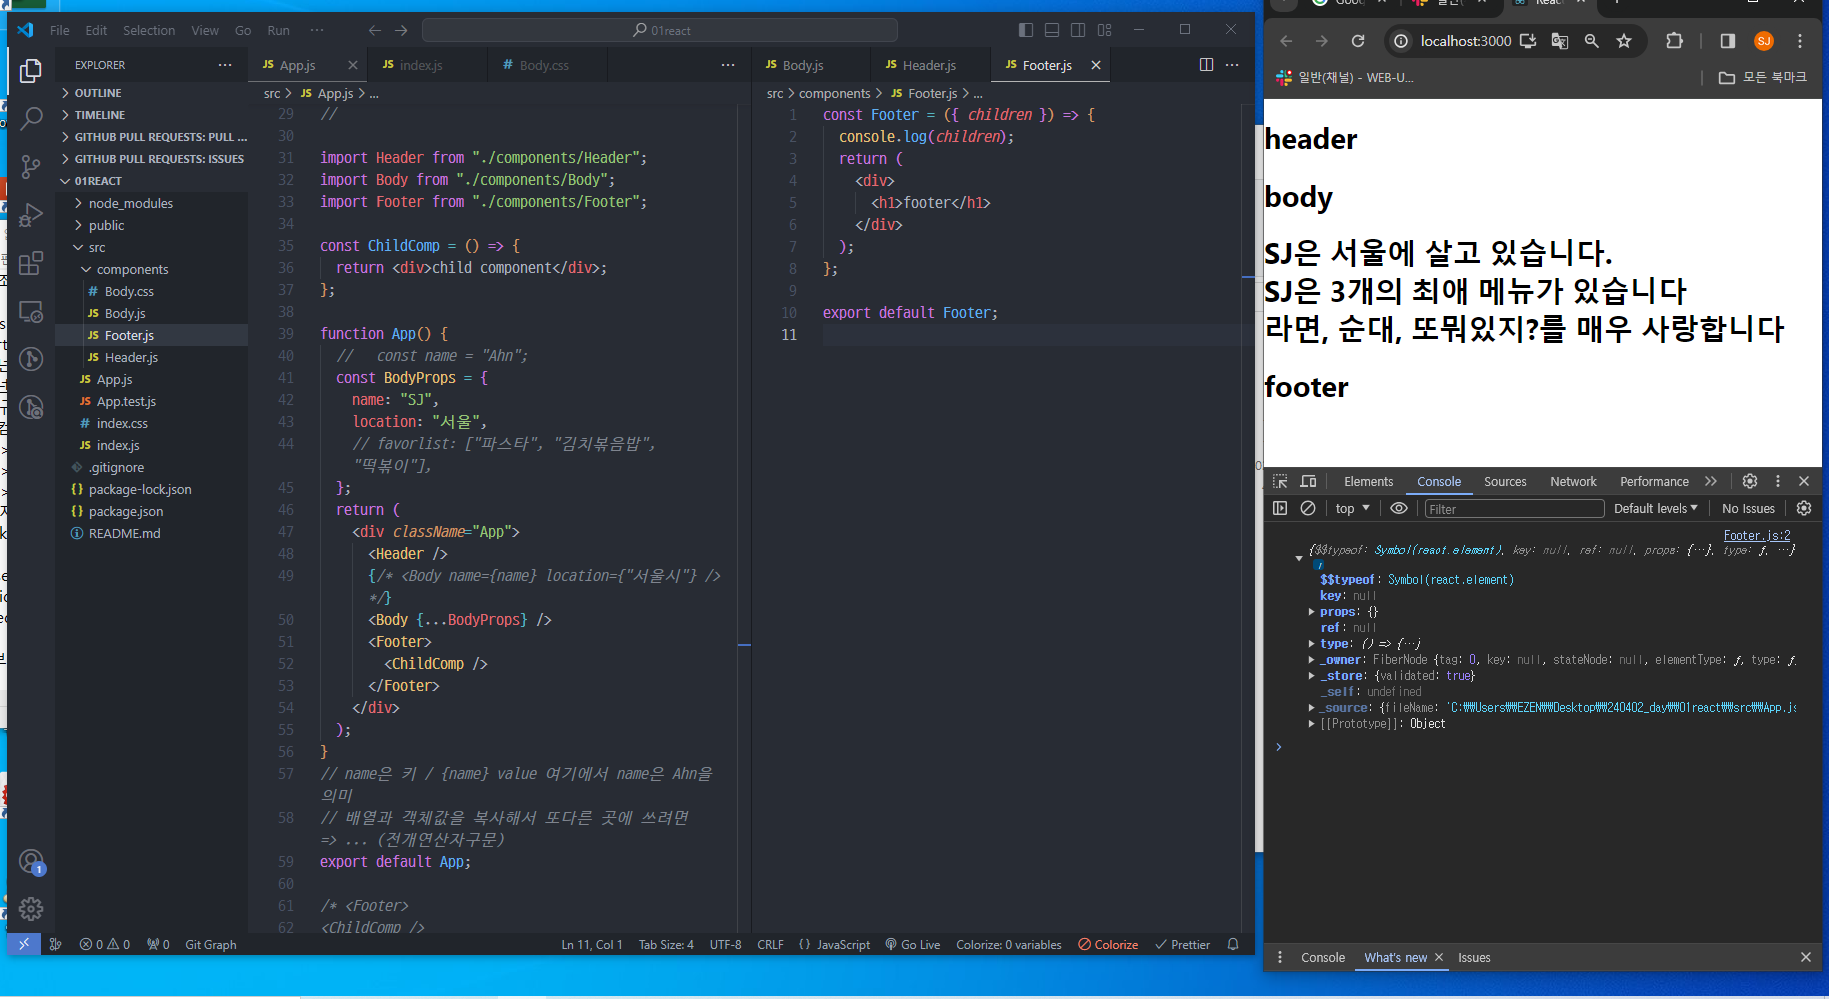 File Edit Selection View Go Run ··· 01react
EXPLORER ···
OUTLINE
TIMELINE
GITHUB PULL REQUESTS: PULL ...
GITHUB PULL REQUESTS: ISSUES
01REACT
node_modules
public
src
components
# Body.css
JS Body.js
JS Footer.js
JS Header.js
JS App.js
JS App.test.js
# index.css
JS index.js
.gitignore
{} package-lock.json
{} package.json
README.md
1
JS App.js JS index.js # Body.css ···
src > JS App.js > ...
29 //
30
31 import Header from "./components/Header";
32 import Body from "./components/Body";
33 import Footer from "./components/Footer";
34
35 const ChildComp = () => {
36 return <div>child component</div>;
37 };
38
39 function App() {
40 // const name = "Ahn";
41 const BodyProps = {
42 name: "SJ",
43 location: "서울",
44 // favorlist: ["파스타", "김치볶음밥",
"떡볶이"],
45 };
46 return (
47 <div className="App">
48 <Header />
49 {/* <Body name={name} location={"서울시"} />
*/}
50 <Body {...BodyProps} />
51 <Footer>
52 <ChildComp />
53 </Footer>
54 </div>
55 );
56 }
57 // name은 키 / {name} value 여기에서 name은 Ahn을
의미
58 // 배열과 객체값을 복사해서 또다른 곳에 쓰려면
=> ... (전개연산자구문)
59 export default App;
60
61 /* <Footer>
62 <ChildComp />
JS Body.js JS Header.js JS Footer.js ···
src > components > JS Footer.js > ...
1 const Footer = ({ children }) => {
2 console.log(children);
3 return (
4 <div>
5 <h1>footer</h1>
6 </div>
7 );
8 };
9
10 export default Footer;
11
0 0 0 Git Graph Ln 11, Col 1 Tab Size: 4 UTF-8 CRLF {} JavaScript Go Live Colorize: 0 variables Colorize Prettier
localhost:3000 SJ
일반(채널) - WEB-U... 모든 북마크
header
body
SJ은 서울에 살고 있습니다.
SJ은 3개의 최애 메뉴가 있습니다
라면, 순대, 또뭐있지?를 매우 사랑합니다
footer
Elements Console Sources Network Performance
top Filter Default levels No Issues
Footer.js:2
{$$typeof: Symbol(react.element), key: null, ref: null, props: {…}, type: ƒ, …}
i
$$typeof: Symbol(react.element)
key: null
props: {}
ref: null
type: () => {…}
_owner: FiberNode {tag: 0, key: null, stateNode: null, elementType: ƒ, type: ƒ,
_store: {validated: true}
_self: undefined
_source: {fileName: 'C:₩₩Users₩₩EZEN₩₩Desktop₩₩240402_day₩₩01react₩₩src₩₩App.js
[[Prototype]]: Object
Console What's new Issues